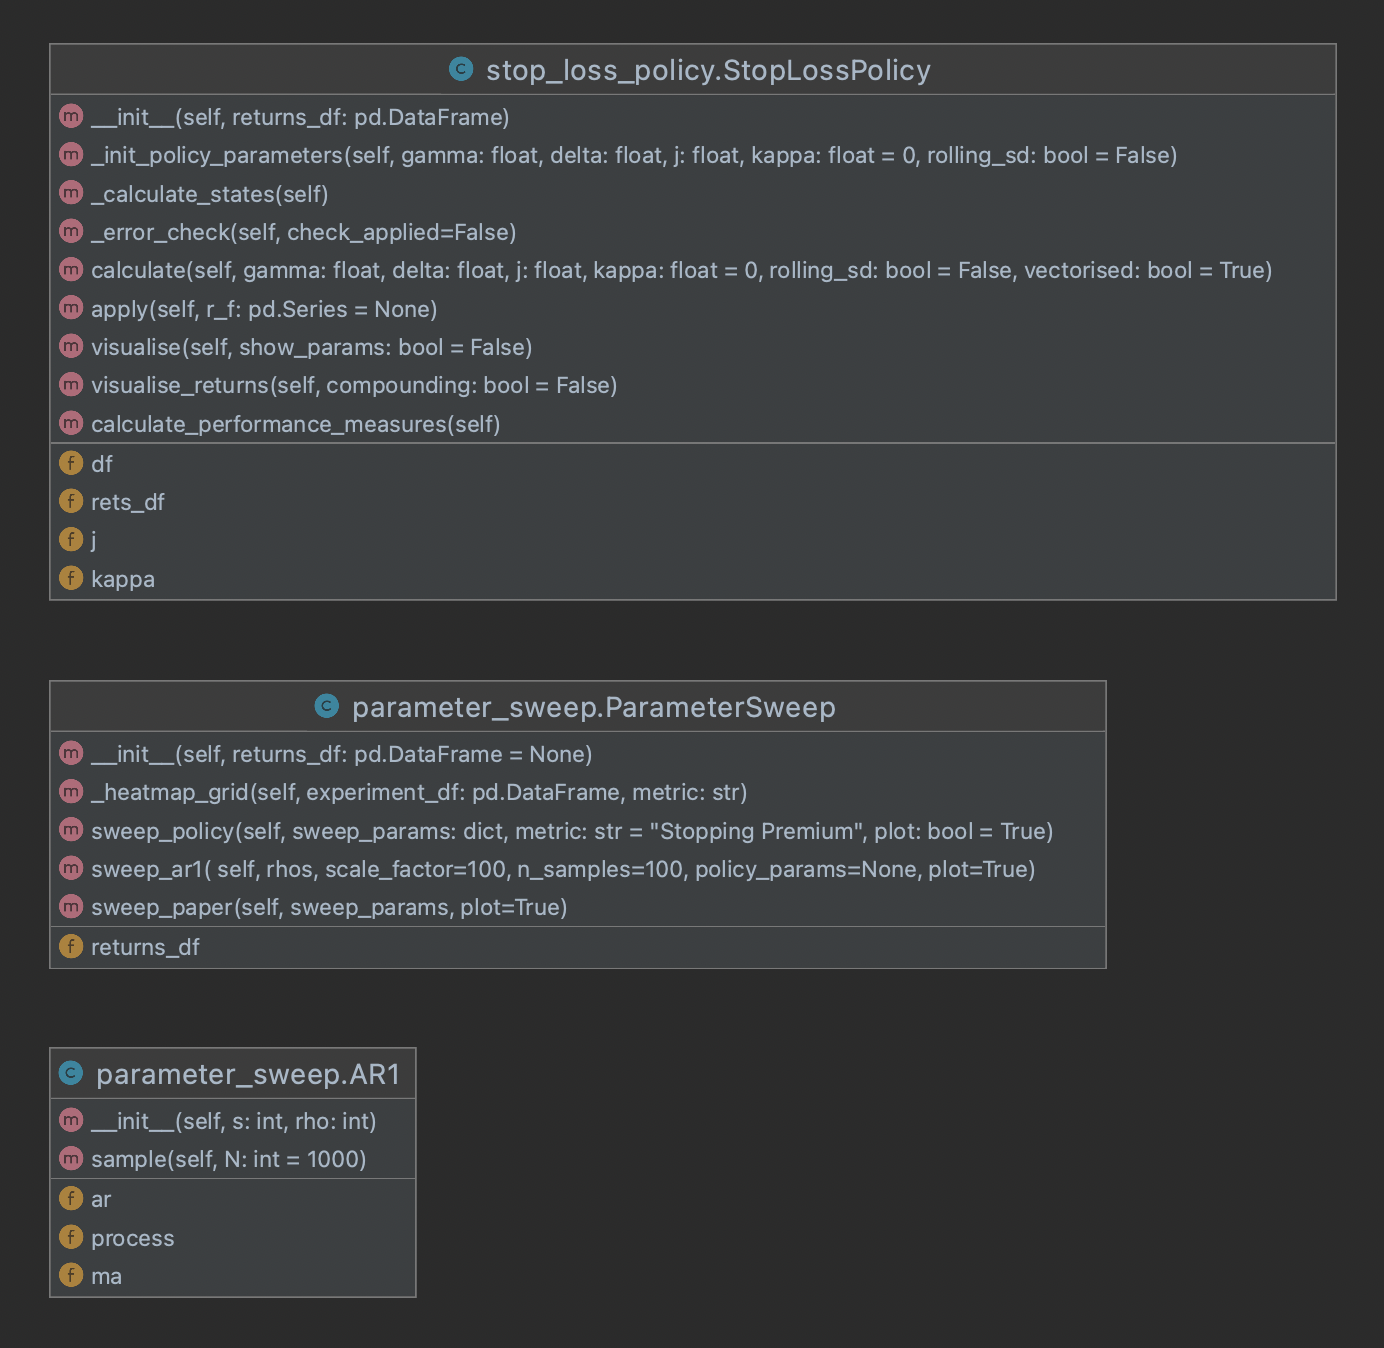 C stop_loss_policy.StopLossPolicy
m __init__(self, returns_df: pd.DataFrame)
m _init_policy_parameters(self, gamma: float, delta: float, j: float, kappa: float = 0, rolling_sd: bool = False)
m _calculate_states(self)
m _error_check(self, check_applied=False)
m calculate(self, gamma: float, delta: float, j: float, kappa: float = 0, rolling_sd: bool = False, vectorised: bool = True)
m apply(self, r_f: pd.Series = None)
m visualise(self, show_params: bool = False)
m visualise_returns(self, compounding: bool = False)
m calculate_performance_measures(self)
f df
f rets_df
f j
f kappa
C parameter_sweep.ParameterSweep
m __init__(self, returns_df: pd.DataFrame = None)
m _heatmap_grid(self, experiment_df: pd.DataFrame, metric: str)
m sweep_policy(self, sweep_params: dict, metric: str = "Stopping Premium", plot: bool = True)
m sweep_ar1( self, rhos, scale_factor=100, n_samples=100, policy_params=None, plot=True)
m sweep_paper(self, sweep_params, plot=True)
f returns_df
C parameter_sweep.AR1
m __init__(self, s: int, rho: int)
m sample(self, N: int = 1000)
f ar
f process
f ma